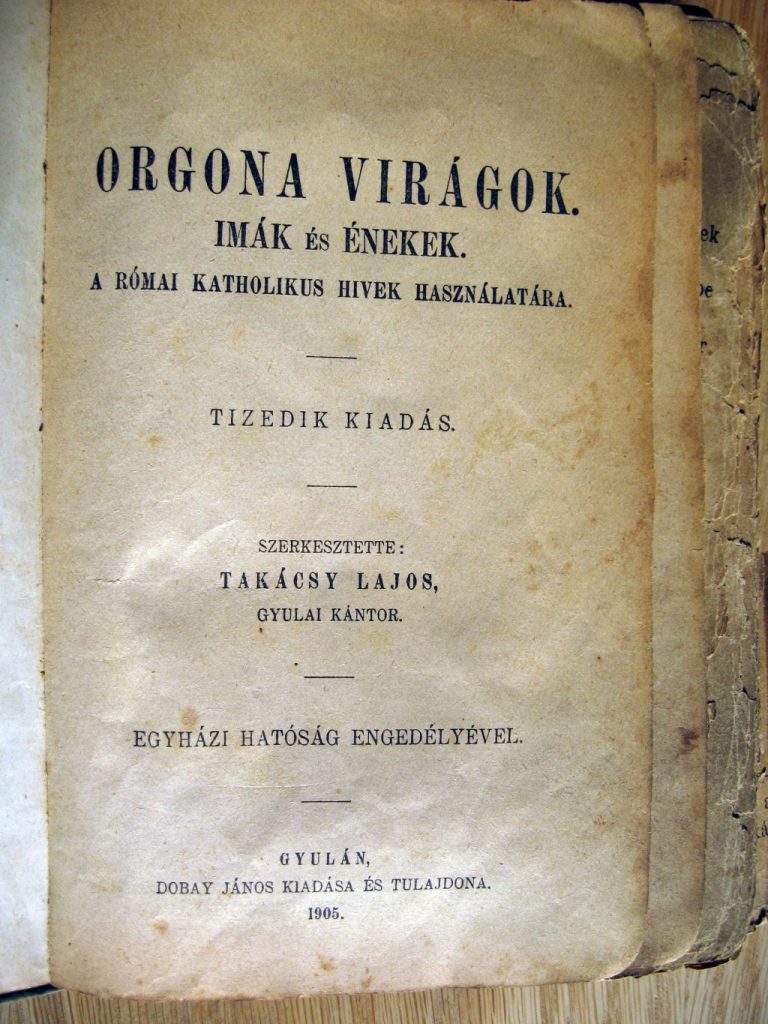 ORGONA VIRÁGOK.
IMÁK ÉS ÉNEKEK.
A RÓMAI KATHOLIKUS HIVEK HASZNÁLATÁRA.
TIZEDIK KIADÁS.
SZERKESZTETTE:
TAKÁCSY LAJOS,
GYULAI KÁNTOR.
EGYHÁZI HATÓSÁG ENGEDÉLYÉVEL.
GYULÁN,
DOBAY JÁNOS KIADÁSA ÉS TULAJDONA.
1905.